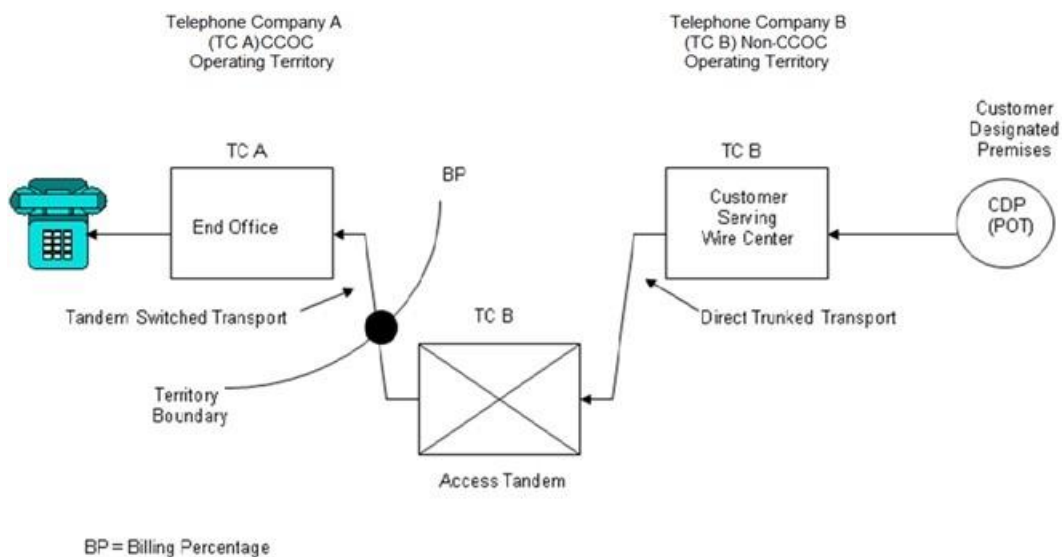 Telephone Company A
(TC A)CCOC
Operating Territory
Telephone Company B
(TC B) Non-CCOC
Operating Territory
Customer
Designated
Premises
TC A
BP
TC B
End Office
Customer
Serving
Wire Center
CDP
(POT)
Tandem Switched Transport
TC B
Direct Trunked Transport
Territory
Boundary
Access Tandem
BP = Billing Percentage